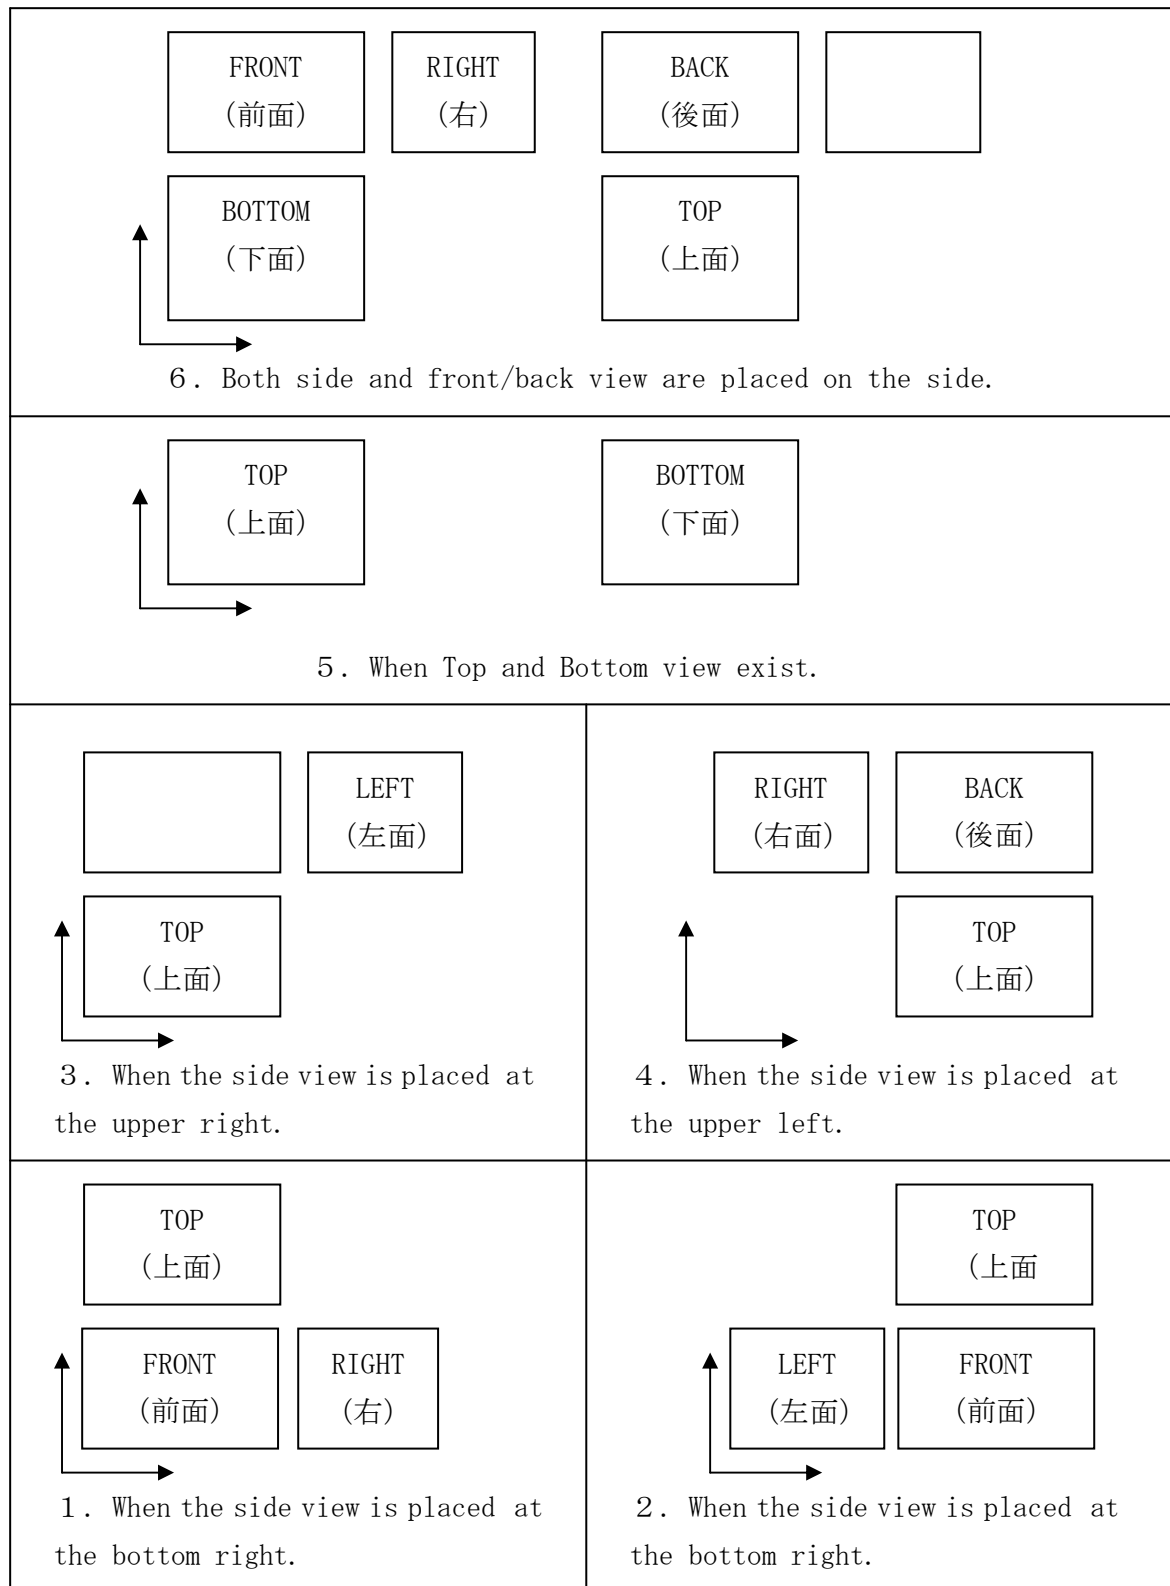 FRONT
(前面)
RIGHT
(右)
BACK
(後面)
BOTTOM
(下面)
TOP
(上面)
６. Both side and front/back view are placed on the side.
TOP
(上面)
BOTTOM
(下面)
５. When Top and Bottom view exist.
LEFT
(左面)
TOP
(上面)
３. When the side view is placed at
the upper right.
RIGHT
(右面)
BACK
(後面)
TOP
(上面)
４. When the side view is placed at
the upper left.
TOP
(上面)
FRONT
(前面)
RIGHT
(右)
１. When the side view is placed at
the bottom right.
TOP
(上面
LEFT
(左面)
FRONT
(前面)
２. When the side view is placed at
the bottom right.